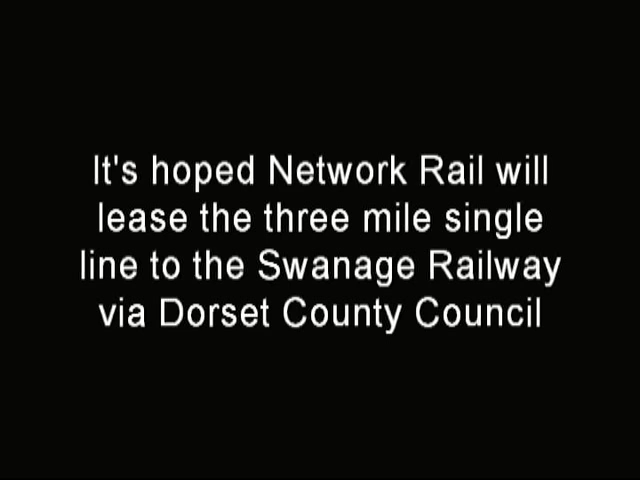 It's hoped Network Rail will
lease the three mile single
line to the Swanage Railway
via Dorset County Council